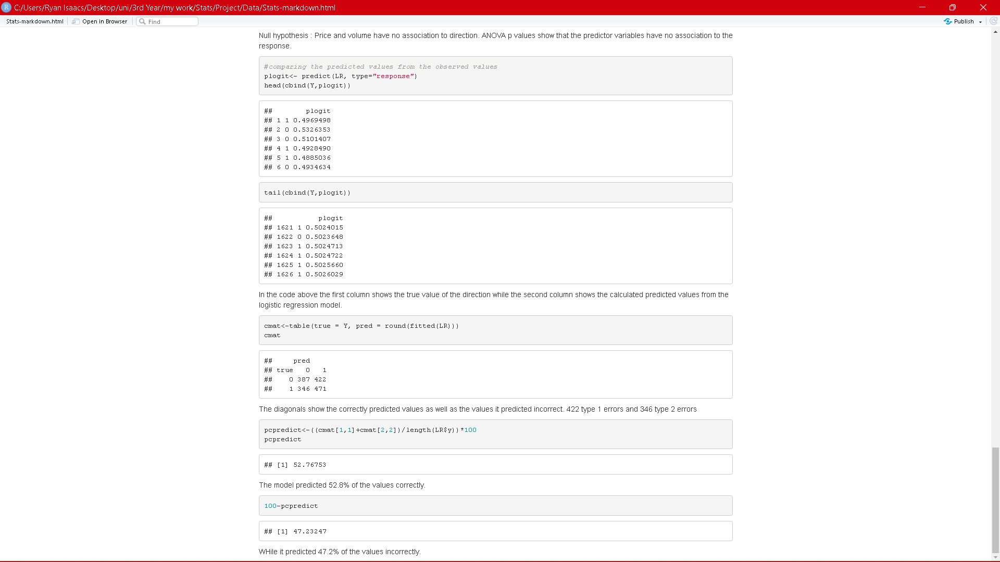 C:/Users/Ryan Isaacs/Desktop/uni/3rd Year/my work/Stats/Project/Data/Stats-markdown.html
Stats-markdown.html Open in Browser Find Publish
Null hypothesis : Price and volume have no association to direction. ANOVA p values show that the predictor variables have no association to the
response.
#comparing the predicted values from the observed values
plogit<- predict(LR, type="response")
head(cbind(Y,plogit))
##        plogit
## 1 1 0.4969498
## 2 0 0.5326353
## 3 0 0.5101407
## 4 1 0.4928490
## 5 1 0.4885036
## 6 0 0.4934634
tail(cbind(Y,plogit))
##           plogit
## 1621 1 0.5024015
## 1622 0 0.5023648
## 1623 1 0.5024713
## 1624 1 0.5024722
## 1625 1 0.5025660
## 1626 1 0.5026029
In the code above the first column shows the true value of the direction while the second column shows the calculated predicted values from the
logistic regression model.
cmat<-table(true = Y, pred = round(fitted(LR)))
cmat
##     pred
## true   0   1
##    0 387 422
##    1 346 471
The diagonals show the correctly predicted values as well as the values it predicted incorrect. 422 type 1 errors and 346 type 2 errors
pcpredict<-((cmat[1,1]+cmat[2,2])/length(LR$y))*100
pcpredict
## [1] 52.76753
The model predicted 52.8% of the values correctly.
100-pcpredict
## [1] 47.23247
WHile it predicted 47.2% of the values incorrectly.